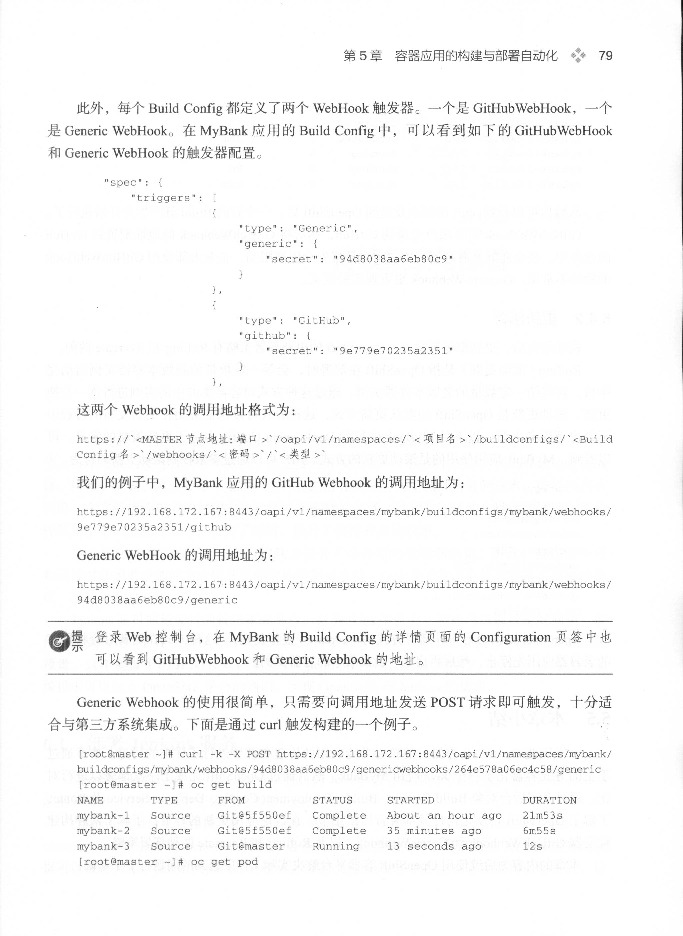 第 5 章 容器应用的构建与部署自动化 79
此外，每个 Build Config 都定义了两个 WebHook 触发器。一个是 GitHubWebHook，一个
是 Generic WebHook。在 MyBank 应用的 Build Config 中，可以看到如下的 GitHubWebHook
和 Generic WebHook 的触发器配置。
"spec": {
"triggers": [
{
"type": "Generic",
"generic": {
"secret": "94d8038aa6eb80c9"
}
},
{
"type": "GitHub",
"github": {
"secret": "9e779e70235a2351"
}
},
这两个 Webhook 的调用地址格式为：
https://`<MASTER 节点地址:端口 >`/oapi/v1/namespaces/`< 项目名 >`/buildconfigs/`<Build
Config 名 >`/webhooks/`< 密码 >`/`< 类型 >`
我们的例子中，MyBank 应用的 GitHub Webhook 的调用地址为：
https://192.168.172.167:8443/oapi/v1/namespaces/mybank/buildconfigs/mybank/webhooks/
9e779e70235a2351/github
Generic WebHook 的调用地址为：
https://192.168.172.167:8443/oapi/v1/namespaces/mybank/buildconfigs/mybank/webhooks/
94d8038aa6eb80c9/generic
提示 登录 Web 控制台，在 MyBank 的 Build Config 的详情页面的 Configuration 页签中也
可以看到 GitHubWebhook 和 Generic Webhook 的地址。
Generic Webhook 的使用很简单，只需要向调用地址发送 POST 请求即可触发，十分适
合与第三方系统集成。下面是通过 curl 触发构建的一个例子。
[root@master ~]# curl -k -X POST https://192.168.172.167:8443/oapi/v1/namespaces/mybank/
buildconfigs/mybank/webhooks/94d8038aa6eb80c9/genericwebhooks/264e578a06ec4c58/generic
[root@master ~]# oc get build
NAME TYPE FROM STATUS STARTED DURATION
mybank-1 Source Git@5f550ef Complete About an hour ago 21m53s
mybank-2 Source Git@5f550ef Complete 35 minutes ago 6m55s
mybank-3 Source Git@master Running 13 seconds ago 12s
[root@master ~]# oc get pod